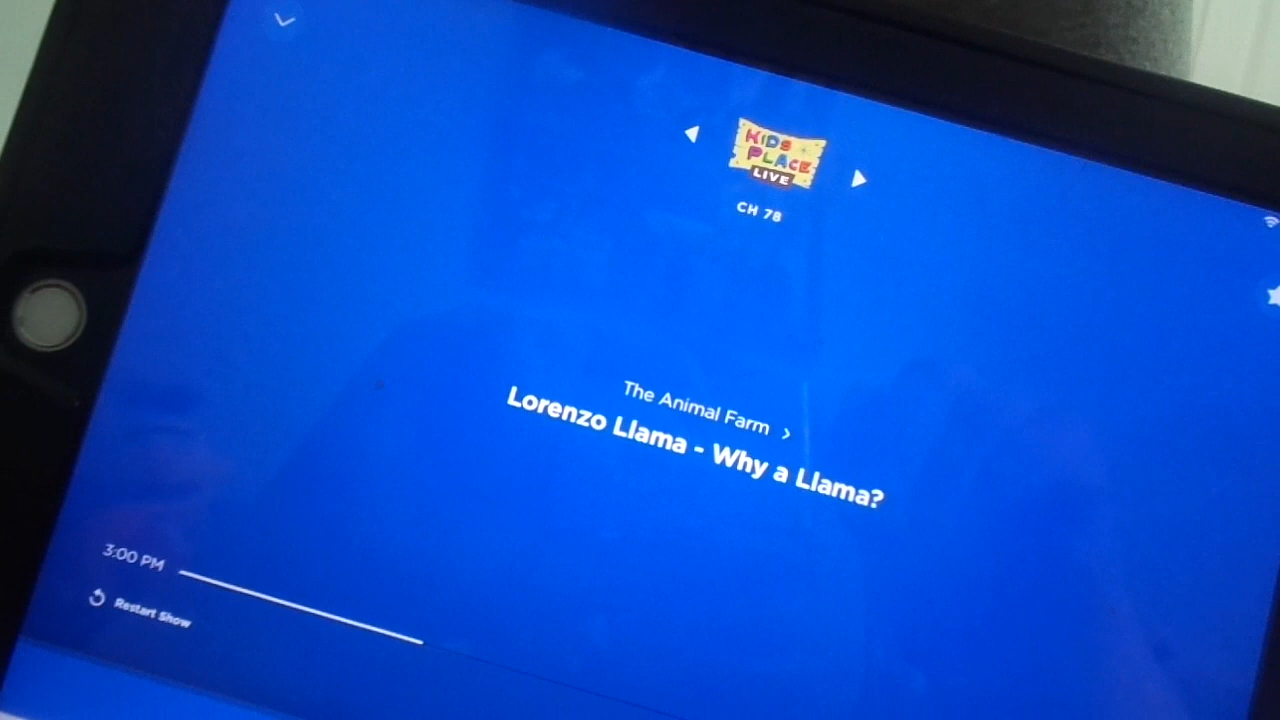 KIDS
PLACE
LIVE
CH 78
The Animal Farm
Lorenzo Llama - Why a Llama?
3:00 PM
Restart Show